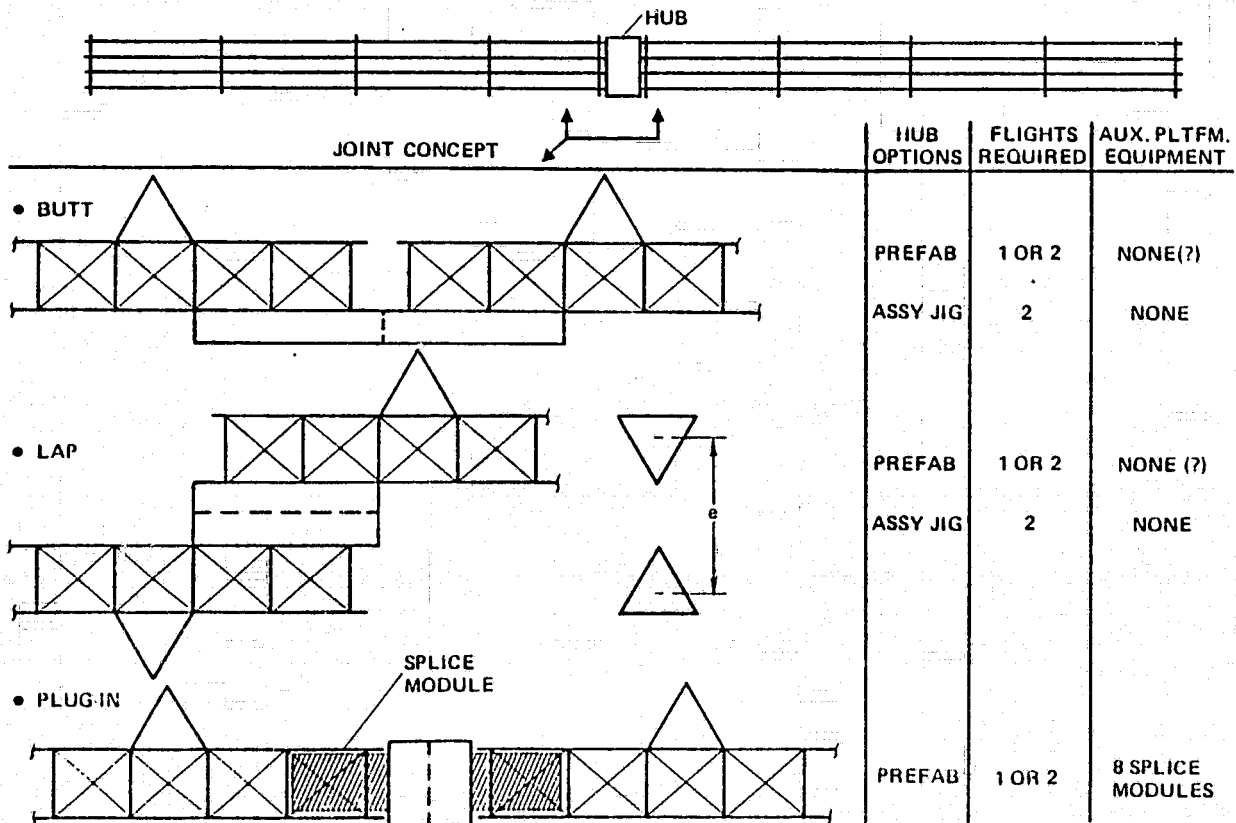 HUB
JOINT CONCEPT
HUB OPTIONS
FLIGHTS REQUIRED
AUX. PLTFM. EQUIPMENT
• BUTT
PREFAB 1 OR 2 NONE(?)
ASSY JIG 2 NONE
• LAP
e
PREFAB 1 OR 2 NONE (?)
ASSY JIG 2 NONE
SPLICE
MODULE
• PLUG-IN
PREFAB 1 OR 2 8 SPLICE MODULES